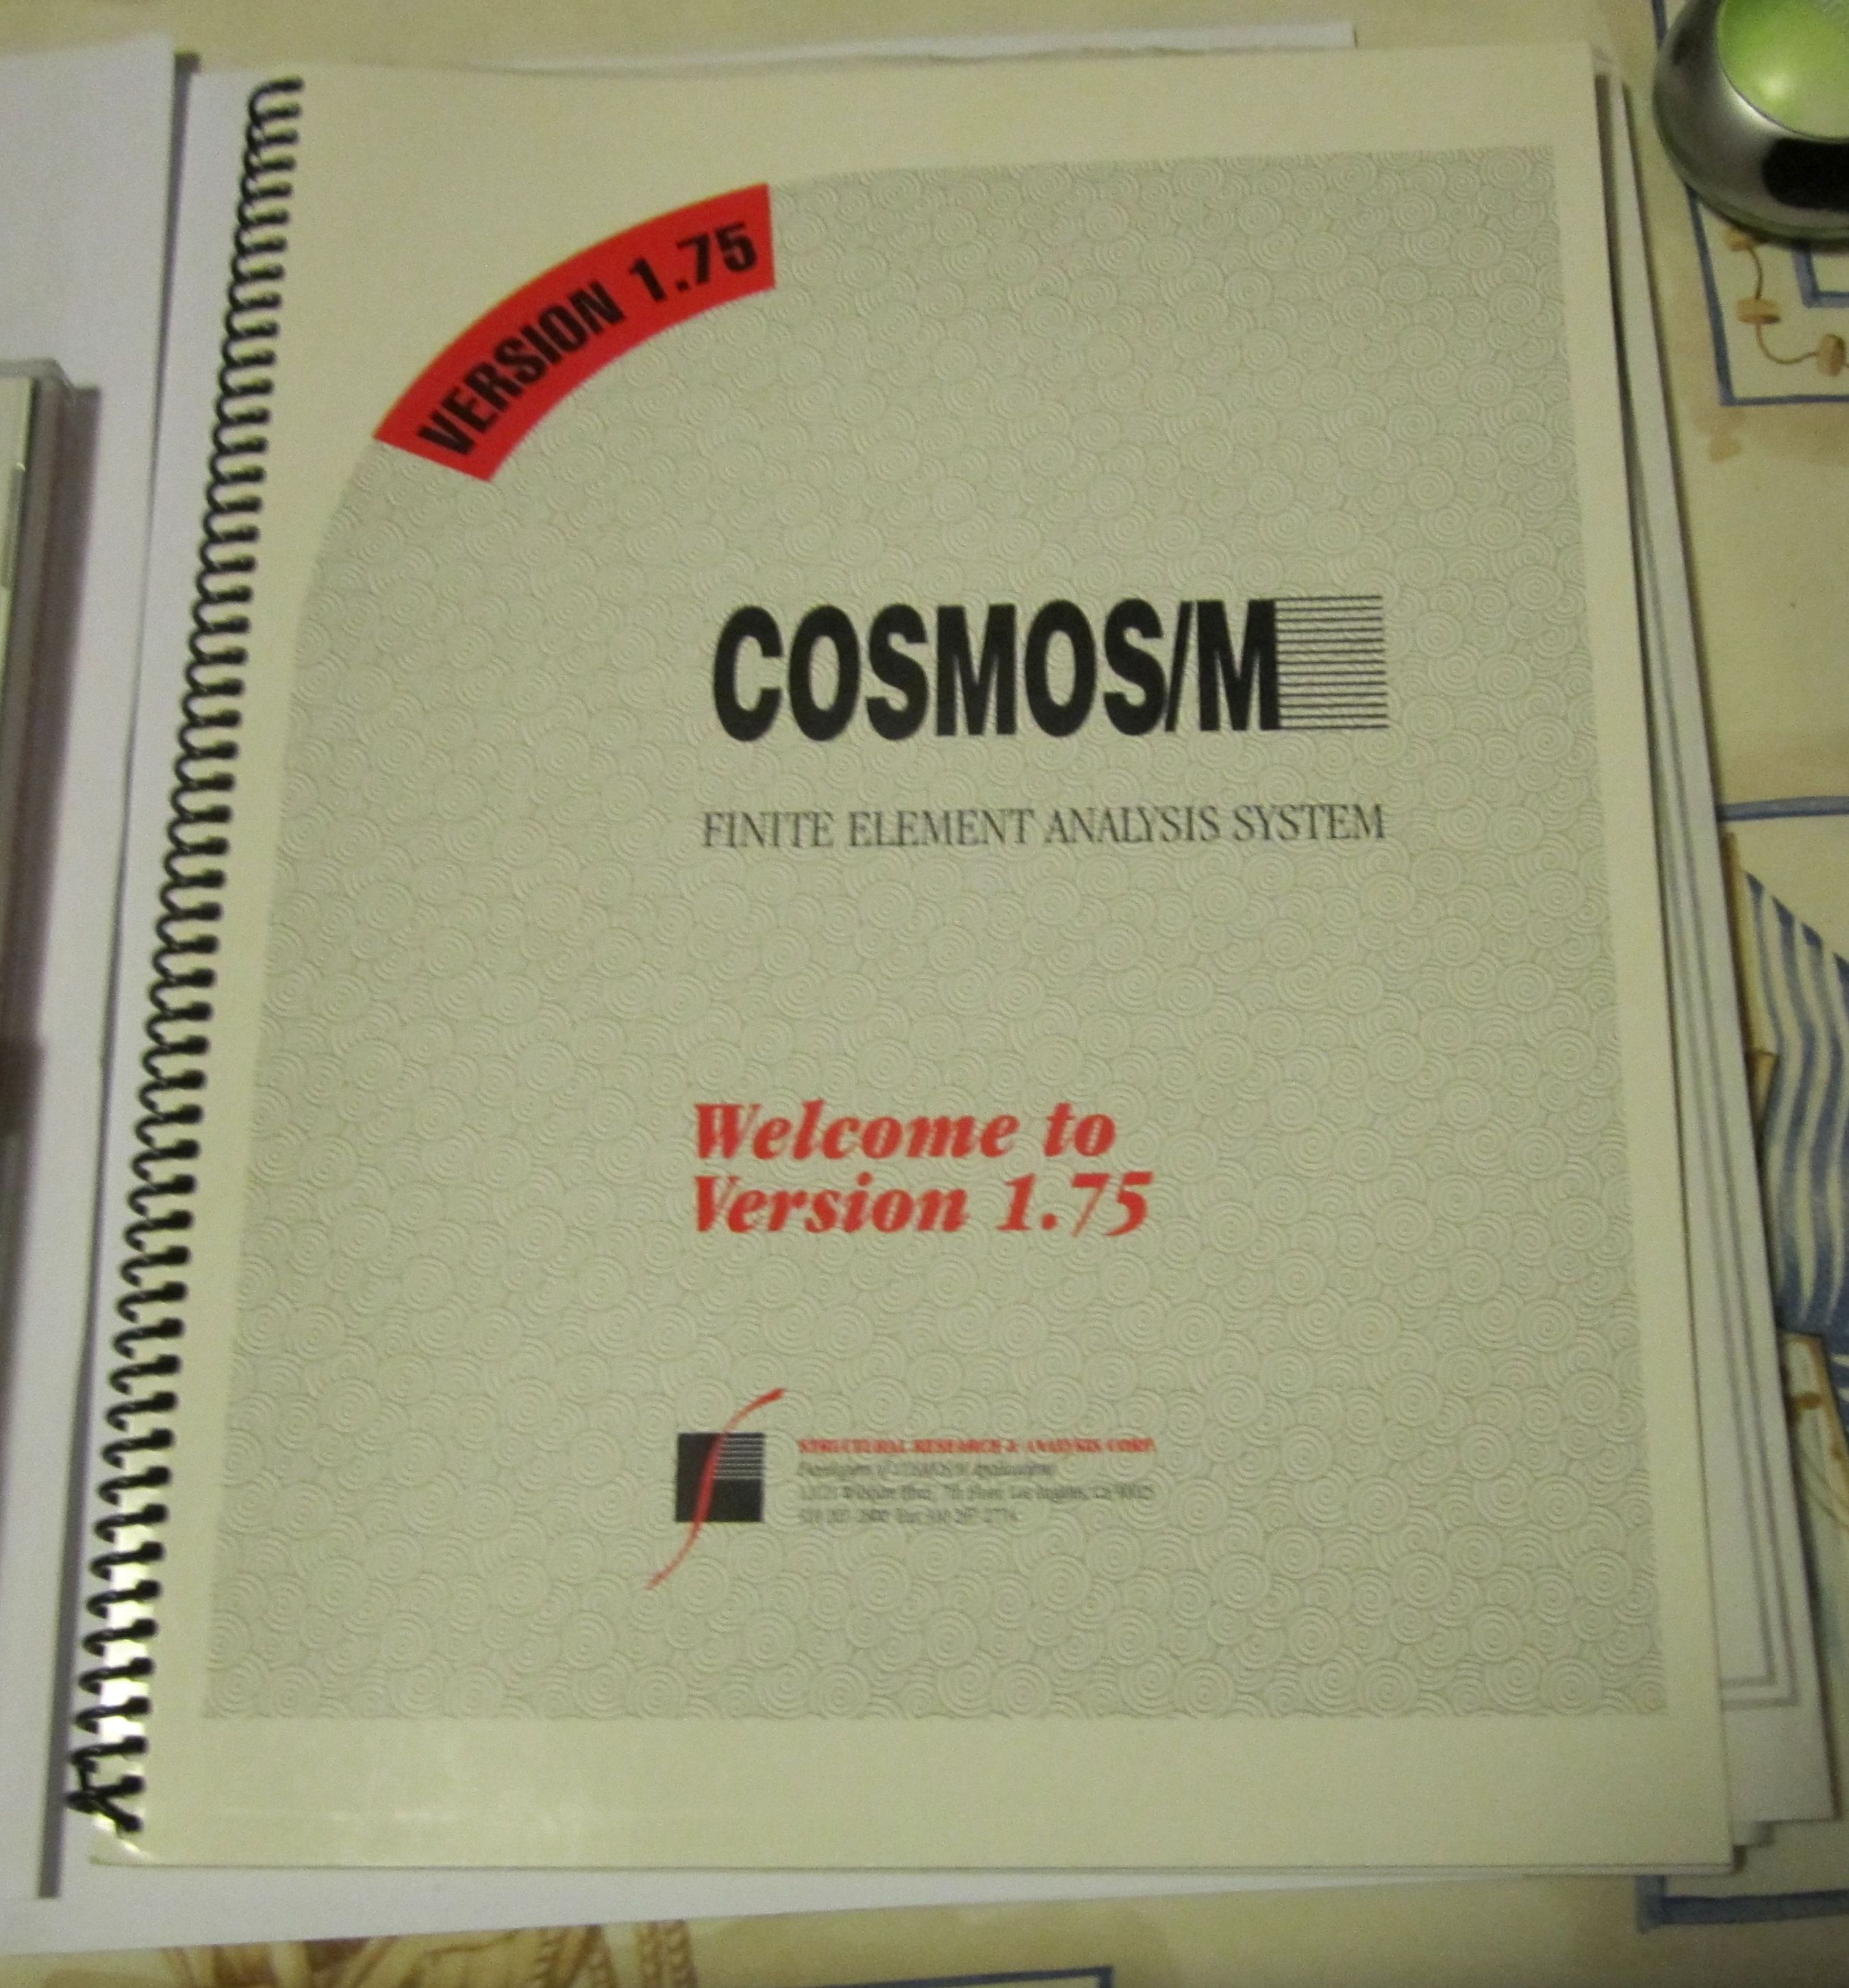 VERSION 1.75
COSMOS/M
FINITE ELEMENT ANALYSIS SYSTEM
Welcome to
Version 1.75
STRUCTURAL RESEARCH & ANALYSIS CORP.